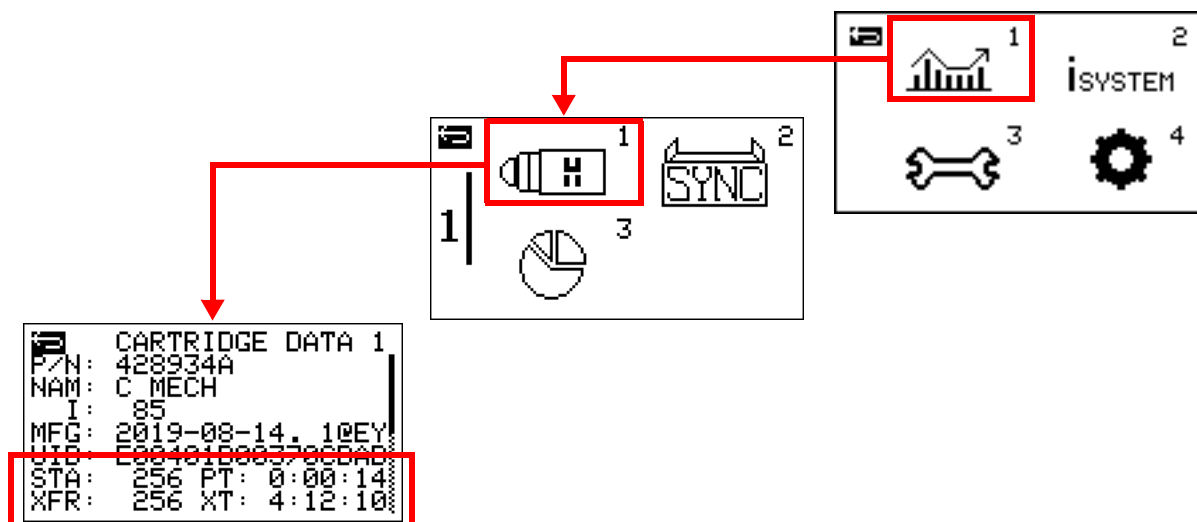 1 2
iSYSTEM
3 4
1 2
SYNC
1
3
CARTRIDGE DATA 1
P/N: 428934A
NAM: C MECH
I: 85
MFG: 2019-08-14. 1@EY
UID:
STA: 256 PT: 0:00:14
XFR: 256 XT: 4:12:10